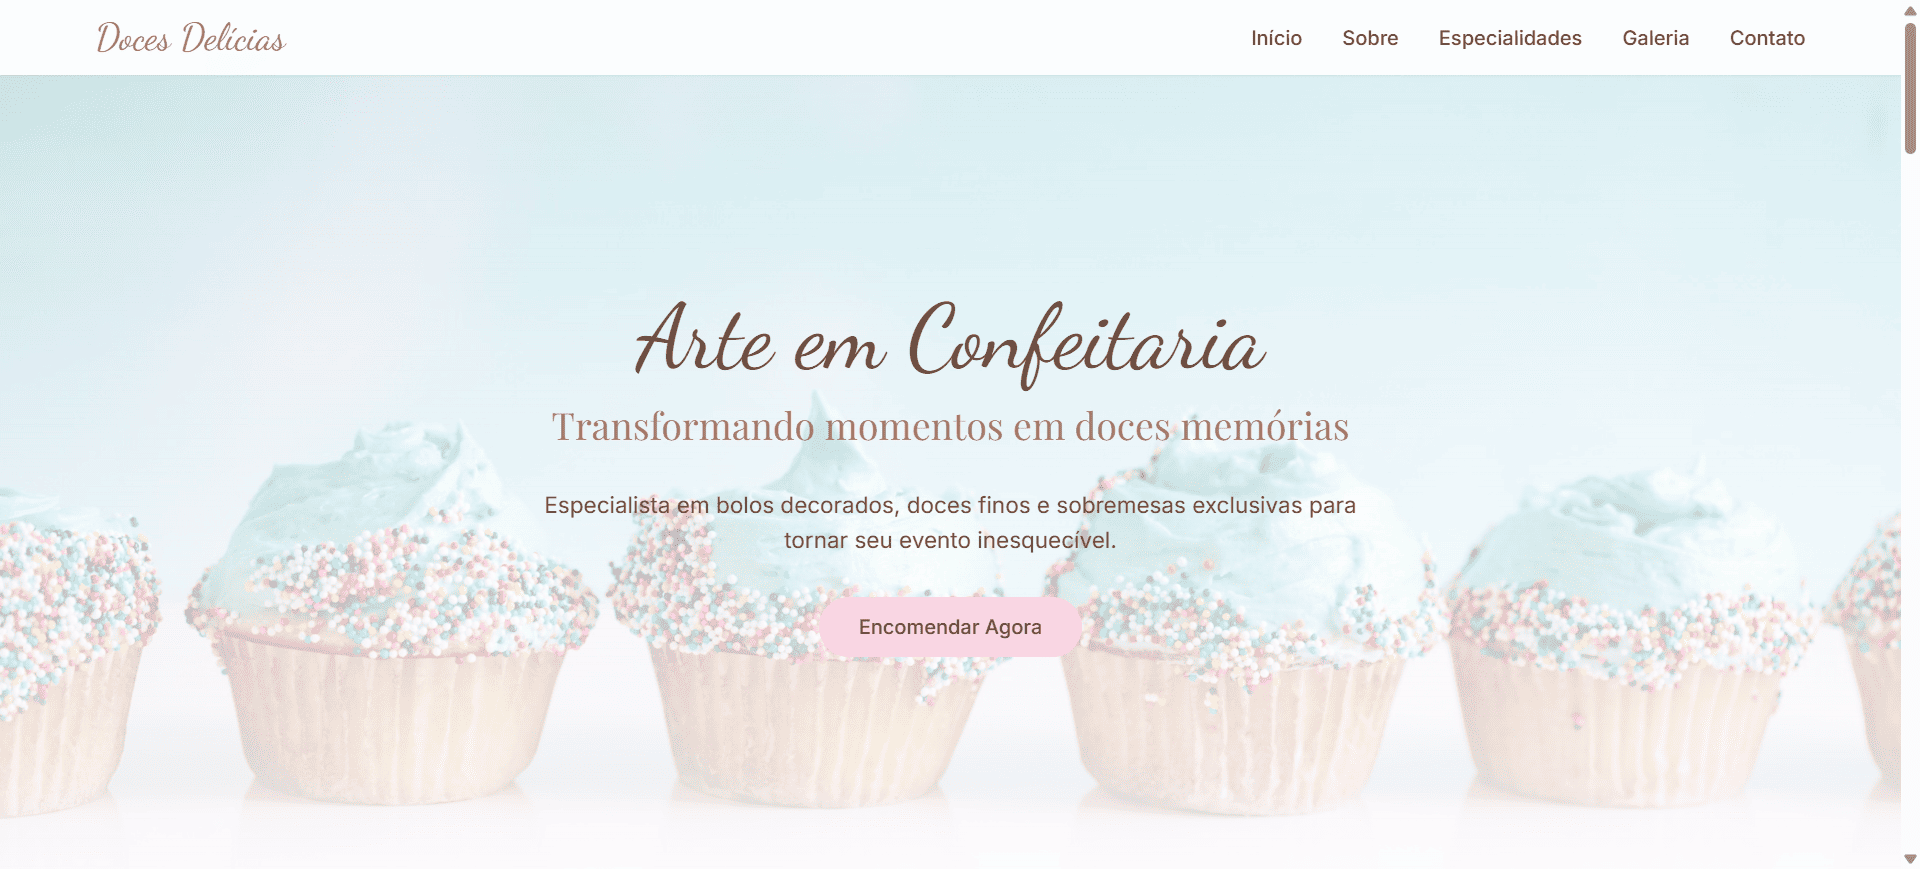 Doces Delícias
Início Sobre Especialidades Galeria Contato
Arte em Confeitaria
Transformando momentos em doces memórias
Especialista em bolos decorados, doces finos e sobremesas exclusivas para
tornar seu evento inesquecível.
Encomendar Agora